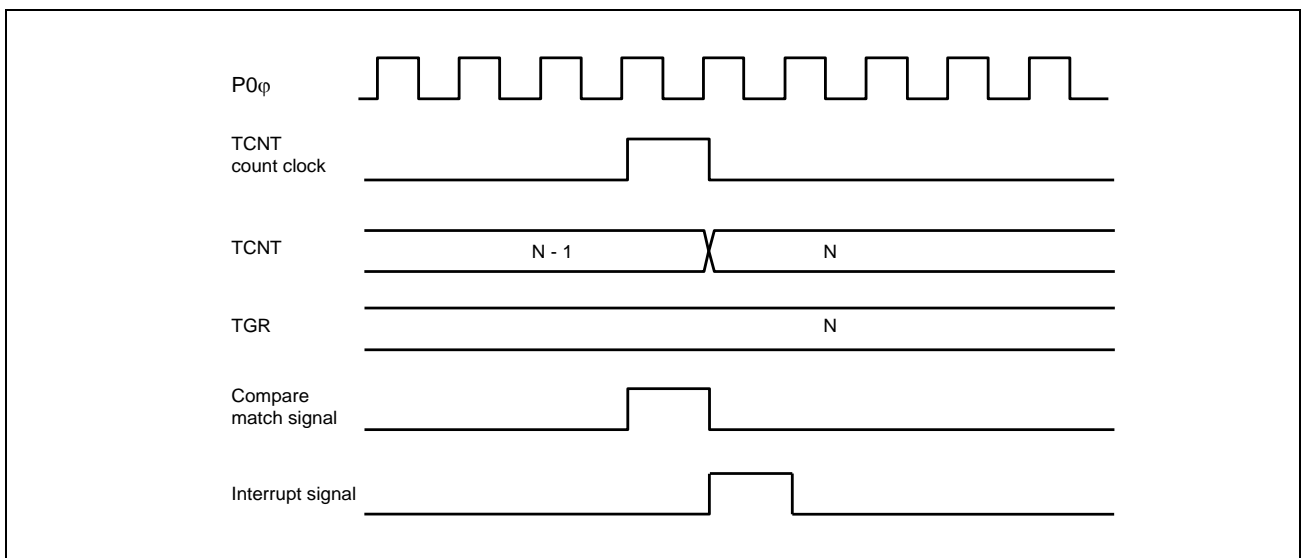 P0φ
TCNT
count clock
TCNT
N - 1
N
TGR
N
Compare
match signal
Interrupt signal